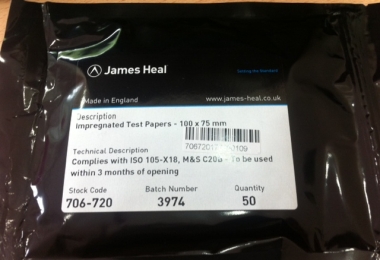 James Heal
Made in England
www.james-heal.co.uk
Description
Impregnated Test Papers - 100 x 75 mm
Technical Description
Complies with ISO 105-X18, M&S C20B - To be used
within 3 months of opening
Stock Code
Batch Number
Quantity
706-720
3974
50